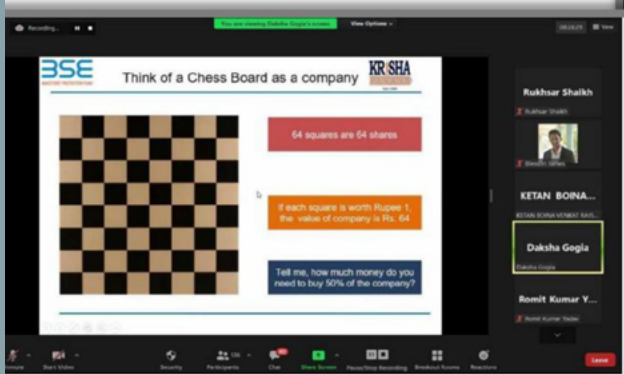 Recording...
You are viewing Daksha Gogia's screen
View Options
View
BSE
KRISHA
Think of a Chess Board as a company
64 squares are 64 shares
If each square is worth Rupee 1,
the value of company is Rs. 64
Tell me, how much money do you
need to buy 50% of the company?
Rukhsar Shaikh
Rukhsar Shaikh
KETAN BOINA...
Daksha Gogia
Daksha Gogia
Romit Kumar Y...
Romit Kumar Yadav
Start Video
Security
Participants
Chat
Share Screen
Pause/Stop Recording
Breakout Rooms
Reactions
Leave